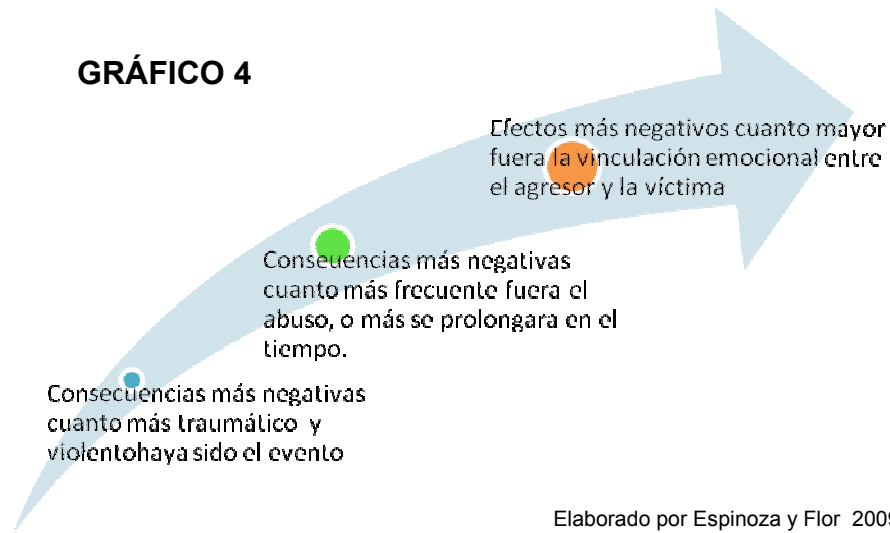 GRÁFICO 4
Efectos más negativos cuanto mayor
fuera la vinculación emocional entre
el agresor y la víctima
Conseuencias más negativas
cuanto más frecuente fuera el
abuso, o más se prolongara en el
tiempo.
Consecuencias más negativas
cuanto más traumático y
violentohaya sido el evento
Elaborado por Espinoza y Flor 2009